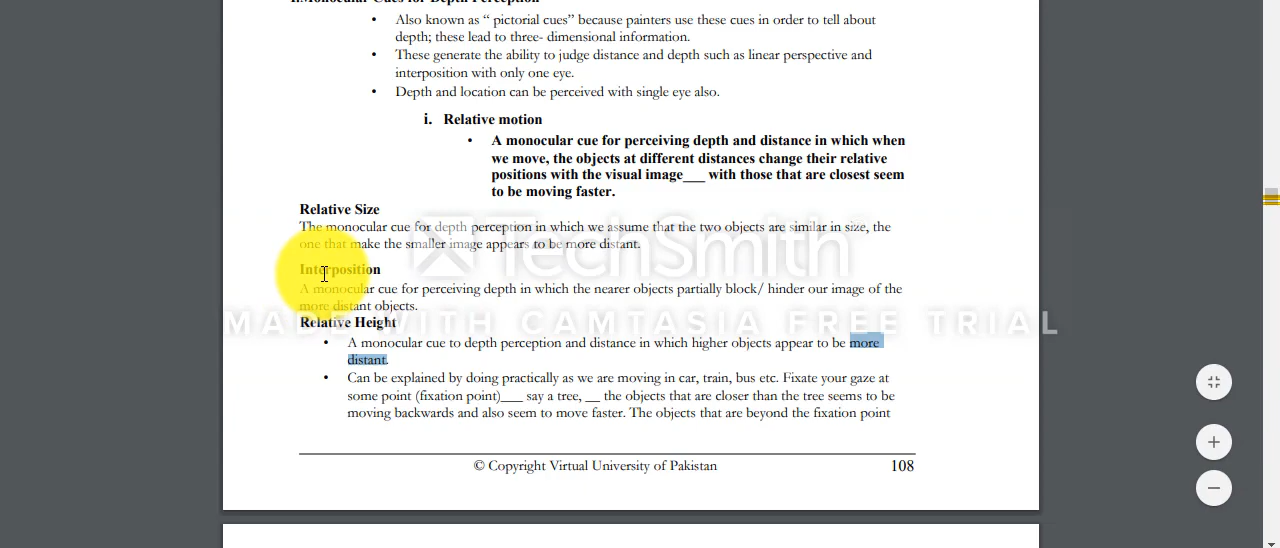 I.Monocular Cues for Depth Perception
• Also known as “ pictorial cues” because painters use these cues in order to tell about
depth; these lead to three- dimensional information.
• These generate the ability to judge distance and depth such as linear perspective and
interposition with only one eye.
• Depth and location can be perceived with single eye also.
i. Relative motion
• A monocular cue for perceiving depth and distance in which when
we move, the objects at different distances change their relative
positions with the visual image___ with those that are closest seem
to be moving faster.
Relative Size
The monocular cue for depth perception in which we assume that the two objects are similar in size, the
one that make the smaller image appears to be more distant.
TechSmith®
Interposition
A monocular cue for perceiving depth in which the nearer objects partially block/ hinder our image of the
more distant objects.
MADE WITH CAMTASIA FREE TRIAL
Relative Height
• A monocular cue to depth perception and distance in which higher objects appear to be more
distant.
• Can be explained by doing practically as we are moving in car, train, bus etc. Fixate your gaze at
some point (fixation point)___ say a tree, __ the objects that are closer than the tree seems to be
moving backwards and also seem to move faster. The objects that are beyond the fixation point
© Copyright Virtual University of Pakistan 108